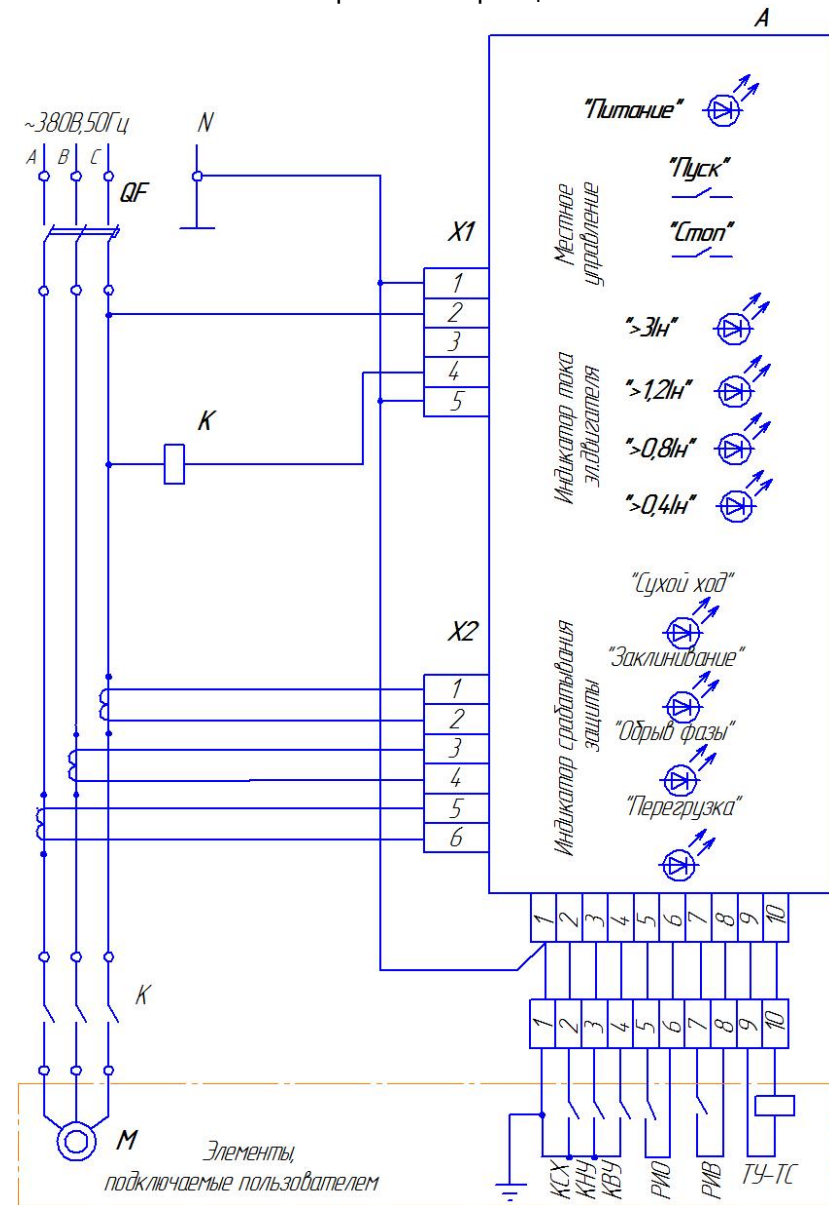 А
~380В,50Гц
N
А В С
QF
"Питание"
"Пуск"
"Стоп"
Местное
управление
X1
1
2
3
4
5
К
">3Iн"
">1,2Iн"
">0,8Iн"
">0,4Iн"
Индикатор тока
эл.двигателя
X2
1
2
3
4
5
6
"Сухой ход"
"Заклинивание"
"Обрыв фазы"
"Перегрузка"
Индикатор срабатывания
защиты
1 2 3 4 5 6 7 8 9 10
К
1 2 3 4 5 6 7 8 9 10
М
Элементы,
подключаемые пользователем
КСХ КНУ КВУ РИО РИВ ТУ-ТС